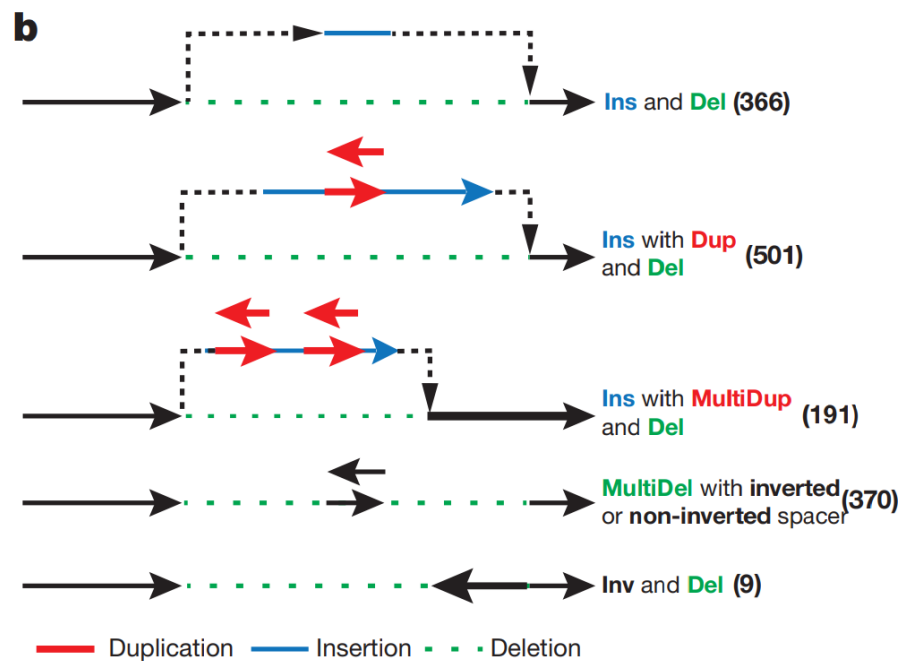 b
Ins and Del (366)
Ins with Dup
and Del (501)
Ins with MultiDup
and Del (191)
MultiDel with inverted
or non-inverted spacer (370)
Inv and Del (9)
Duplication Insertion Deletion